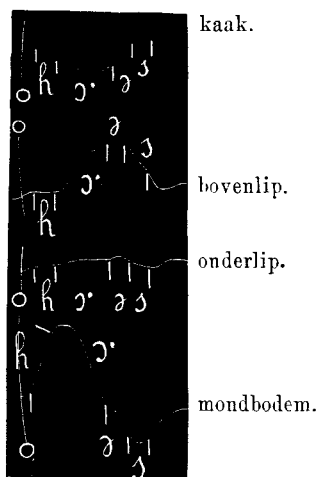 kaak.
h ɔ. e s
e s
ɔ.
bovenlip.
h
onderlip.
h ɔ. e s
h ɔ.
mondbodem.
e
s